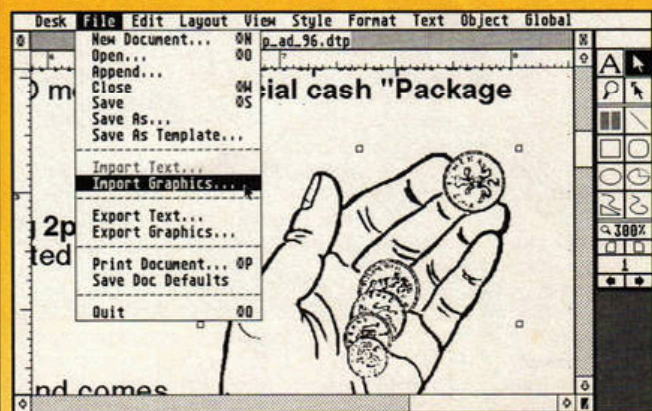 Desk File Edit Layout View Style Format Text Object Global
p_ad_96.dtp
New Document... ⌘N
Open... ⌘O
Append...
Close ⌘W
Save ⌘S
Save As...
Save As Template...
Import Text...
Import Graphics...
Export Text...
Export Graphics...
Print Document... ⌘P
Save Doc Defaults
Quit ⌘Q
cial cash "Package
2p
ted
nd comes
A
300%
1